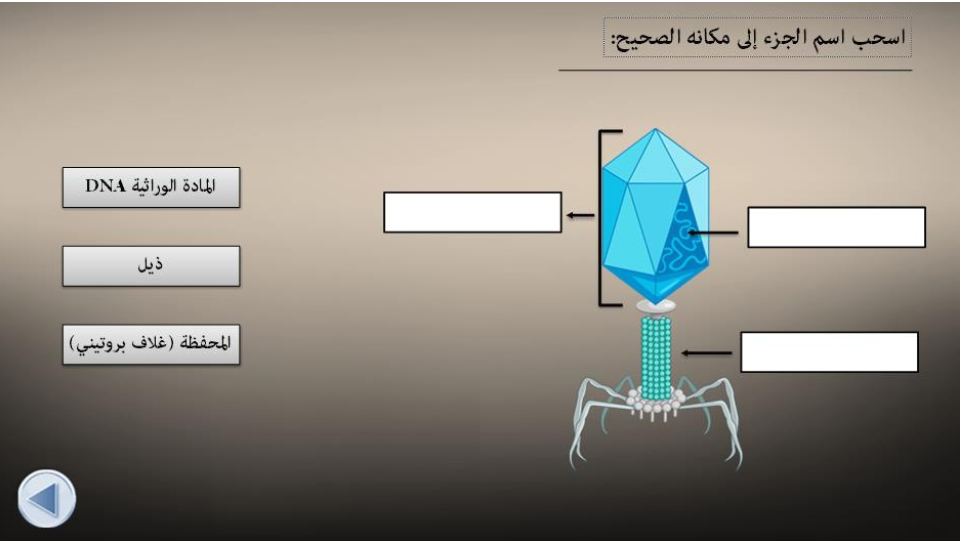 اسحب اسم الجزء إلى مكانه الصحيح:
المادة الوراثية DNA
ذيل
المحفظة (غلاف بروتيني)